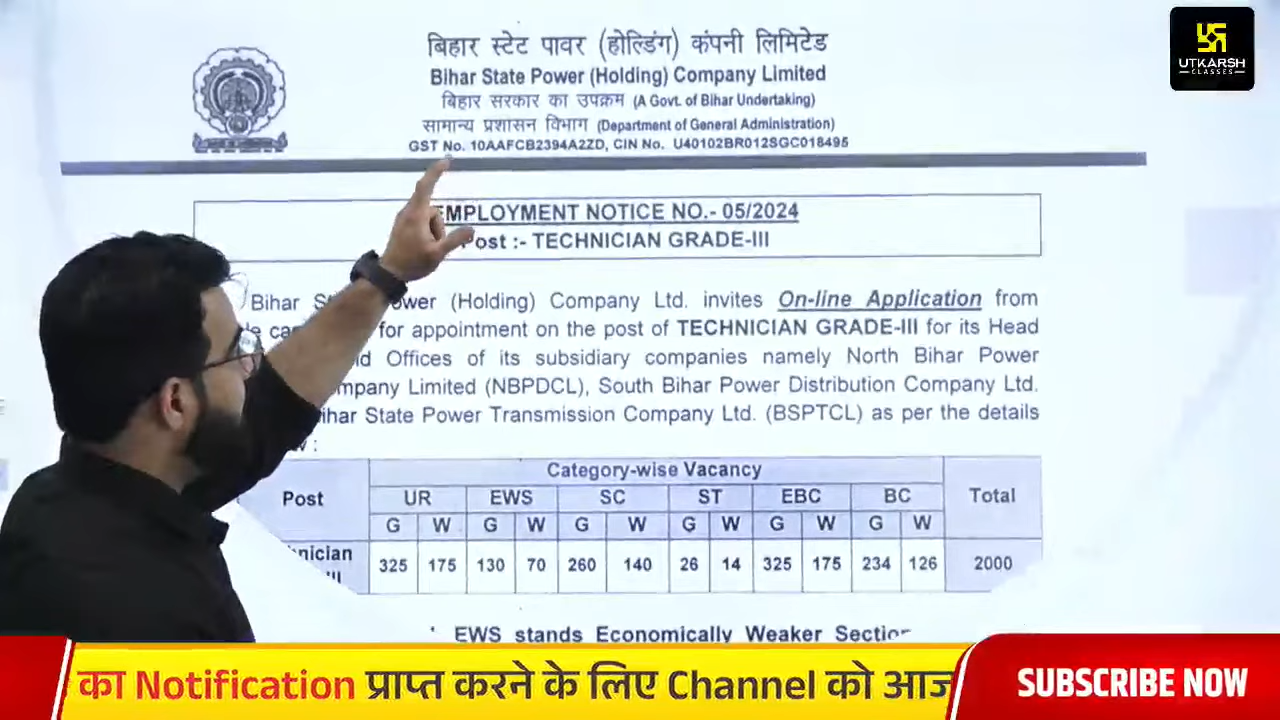 बिहार स्टेट पावर (होल्डिंग) कंपनी लिमिटेड
Bihar State Power (Holding) Company Limited
बिहार सरकार का उपक्रम (A Govt. of Bihar Undertaking)
सामान्य प्रशासन विभाग (Department of General Administration)
GST No. 10AAFCB2394A2ZD, CIN No. U40102BR012SGC018495
UTKARSH
CLASSES
EMPLOYMENT NOTICE NO.- 05/2024
Post :- TECHNICIAN GRADE-III
Bihar Power (Holding) Company Ltd. invites On-line Application from
for appointment on the post of TECHNICIAN GRADE-III for its Head
Offices of its subsidiary companies namely North Bihar Power
Limited (NBPDCL), South Bihar Power Distribution Company Ltd.
State Power Transmission Company Ltd. (BSPTCL) as per the details
:
Post Category-wise Vacancy Total
UR EWS SC ST EBC BC
G W G W G W G W G W G W
325 175 130 70 260 140 26 14 325 175 234 126 2000
EWS stands Economically Weaker
का Notification प्राप्त करने के लिए Channel को आज
SUBSCRIBE NOW